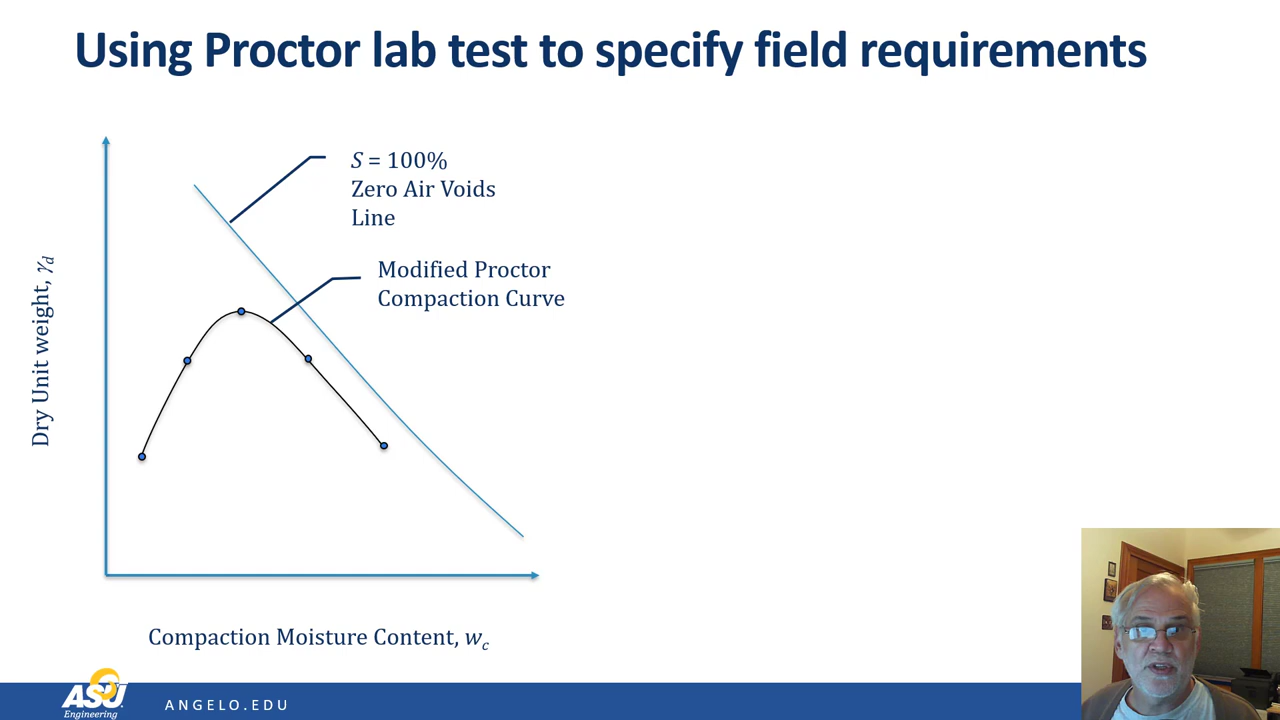 Using Proctor lab test to specify field requirements
S = 100%
Zero Air Voids
Line
Modified Proctor
Compaction Curve
Dry Unit weight, γd
Compaction Moisture Content, wc
ASU
Engineering
ANGELO.EDU